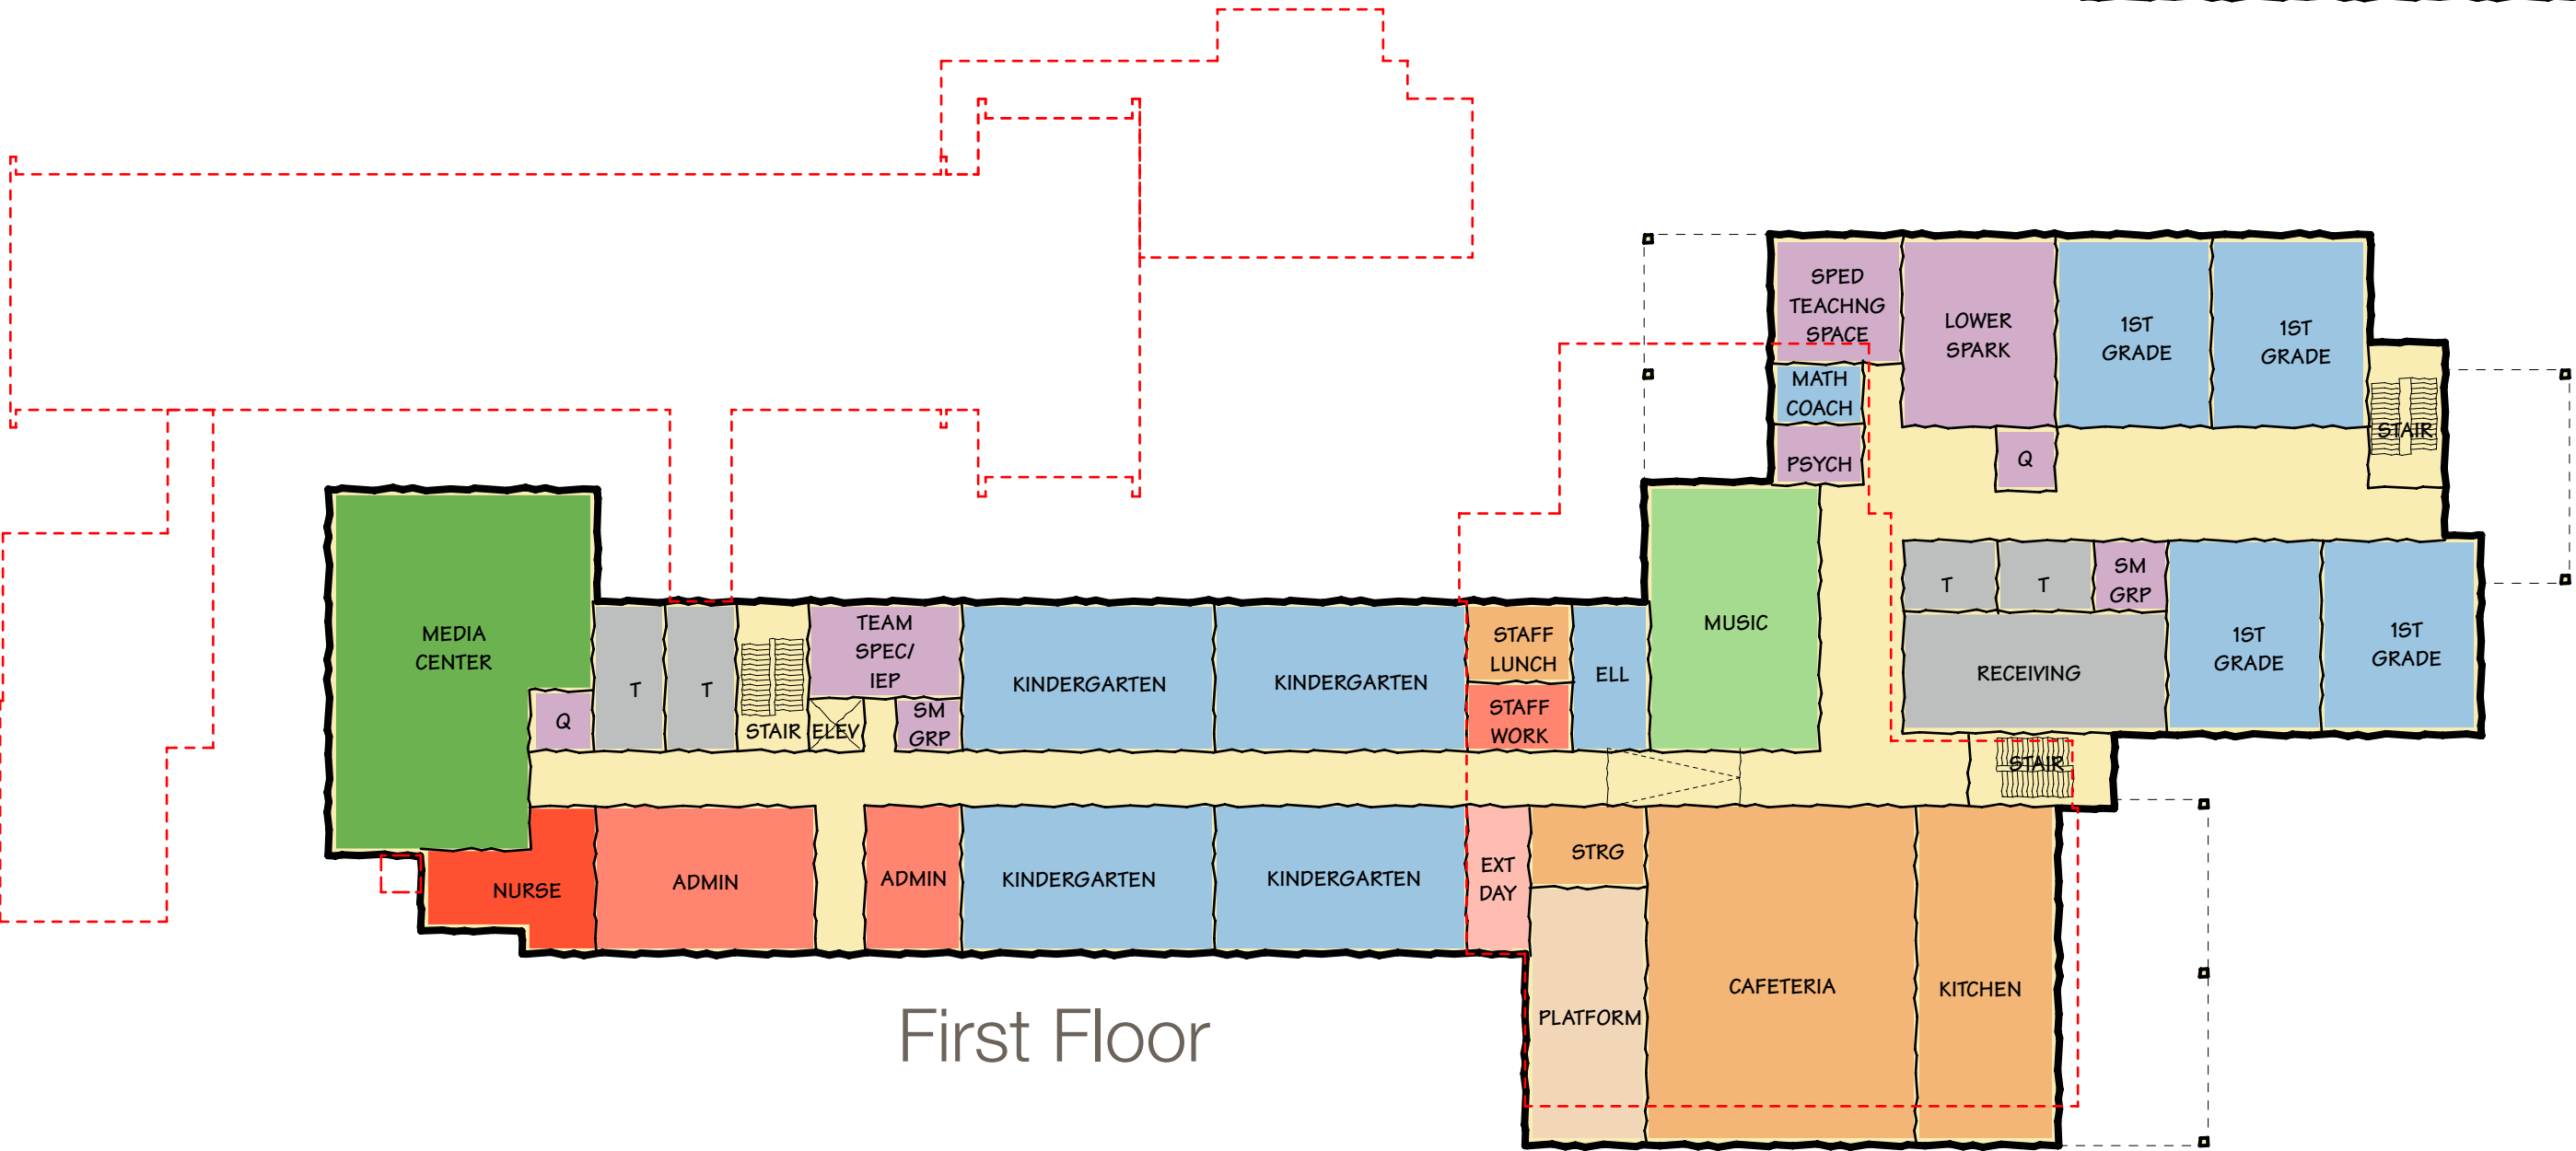 SPED
TEACHNG
SPACE
LOWER
SPARK
1ST
GRADE
1ST
GRADE
MATH
COACH
PSYCH
Q
STAIR
MEDIA
CENTER
Q
T
T
STAIR
ELEV
TEAM
SPEC/
IEP
SM
GRP
KINDERGARTEN
KINDERGARTEN
STAFF
LUNCH
STAFF
WORK
ELL
MUSIC
T
T
SM
GRP
RECEIVING
1ST
GRADE
1ST
GRADE
STAIR
NURSE
ADMIN
ADMIN
KINDERGARTEN
KINDERGARTEN
EXT
DAY
STRG
PLATFORM
CAFETERIA
KITCHEN
First Floor